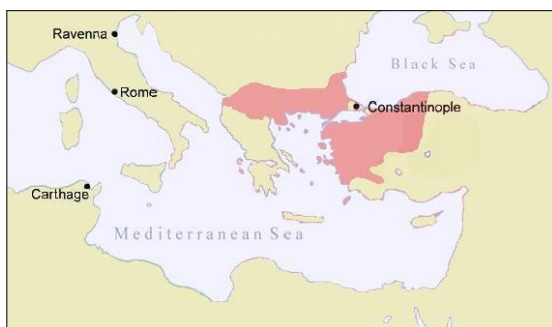 Ravenna
Black Sea
Rome
Constantinople
Carthage
Mediterranean Sea